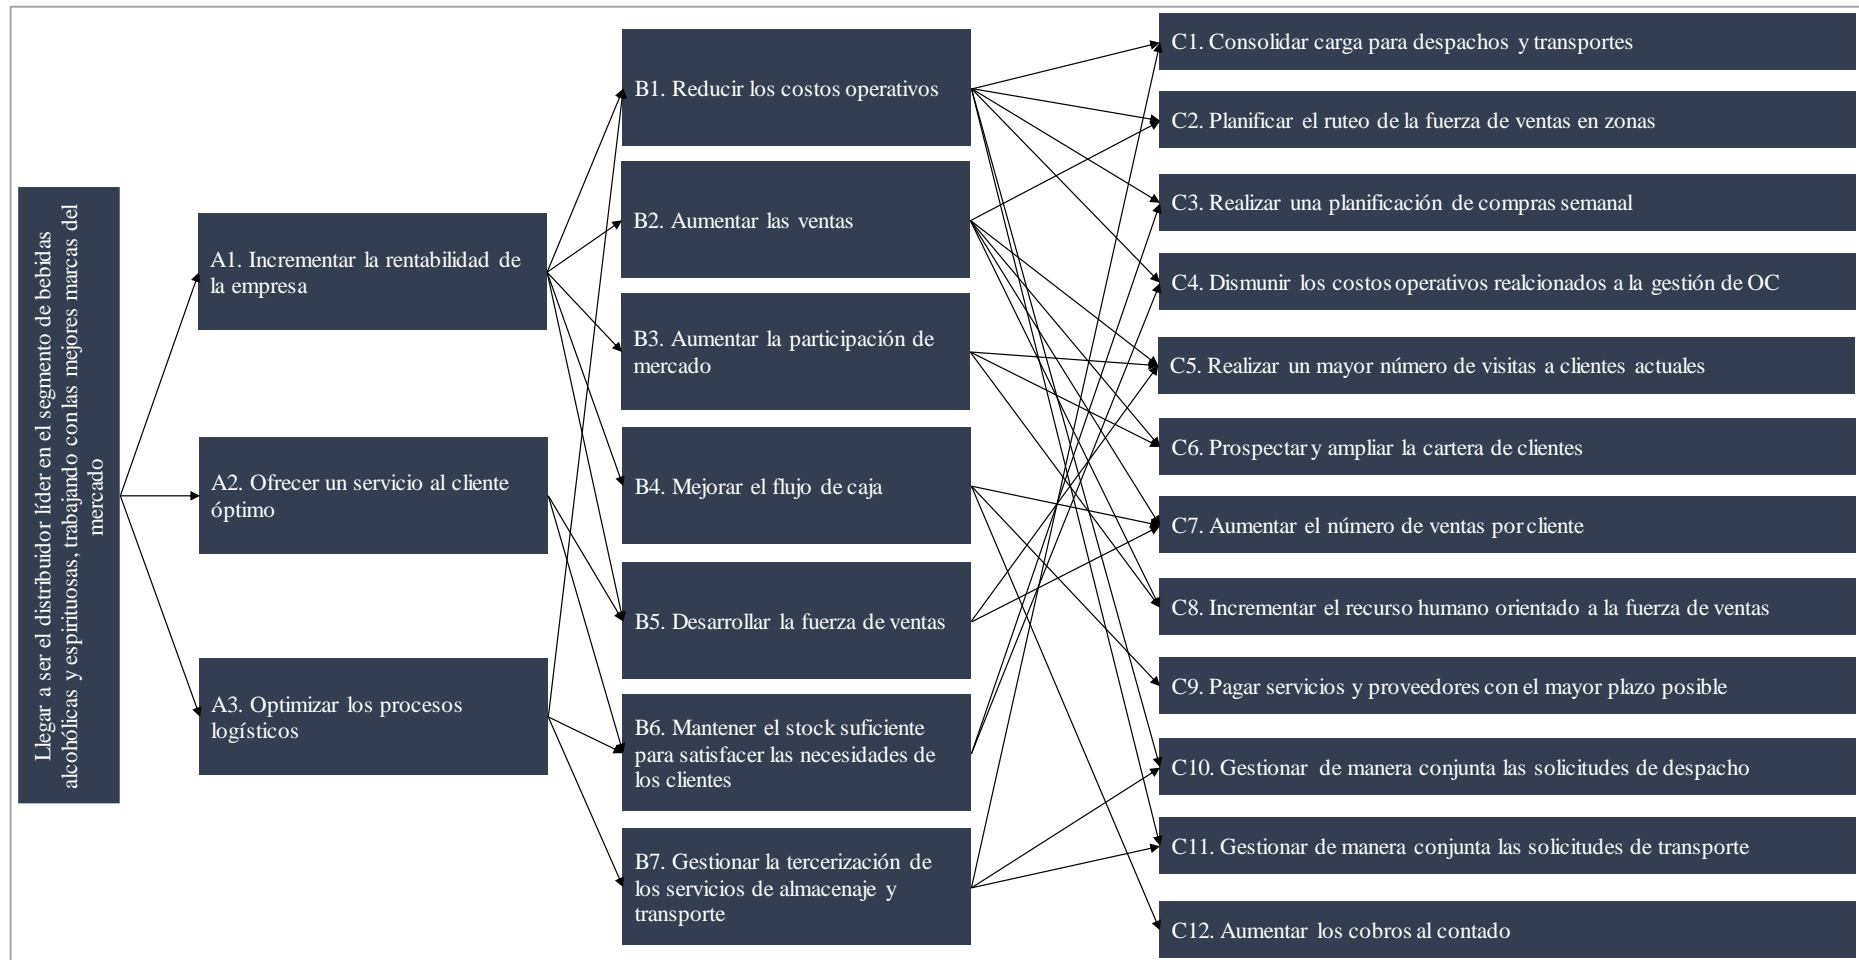 Llegar a ser el distribuidor líder en el segmento de bebidas
alcohólicas y espirituosas, trabajando con las mejores marcas del
mercado
A1. Incrementar la rentabilidad de
la empresa
A2. Ofrecer un servicio al cliente
óptimo
A3. Optimizar los procesos
logísticos
B1. Reducir los costos operativos
B2. Aumentar las ventas
B3. Aumentar la participación de
mercado
B4. Mejorar el flujo de caja
B5. Desarrollar la fuerza de ventas
B6. Mantener el stock suficiente
para satisfacer las necesidades de
los clientes
B7. Gestionar la tercerización de
los servicios de almacenaje y
transporte
C1. Consolidar carga para despachos y transportes
C2. Planificar el ruteo de la fuerza de ventas en zonas
C3. Realizar una planificación de compras semanal
C4. Dismunir los costos operativos realcionados a la gestión de OC
C5. Realizar un mayor número de visitas a clientes actuales
C6. Prospectar y ampliar la cartera de clientes
C7. Aumentar el número de ventas por cliente
C8. Incrementar el recurso humano orientado a la fuerza de ventas
C9. Pagar servicios y proveedores con el mayor plazo posible
C10. Gestionar de manera conjunta las solicitudes de despacho
C11. Gestionar de manera conjunta las solicitudes de transporte
C12. Aumentar los cobros al contado